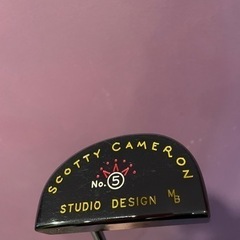 SCOTTY CAMERON
No. 5
STUDIO DESIGN MB